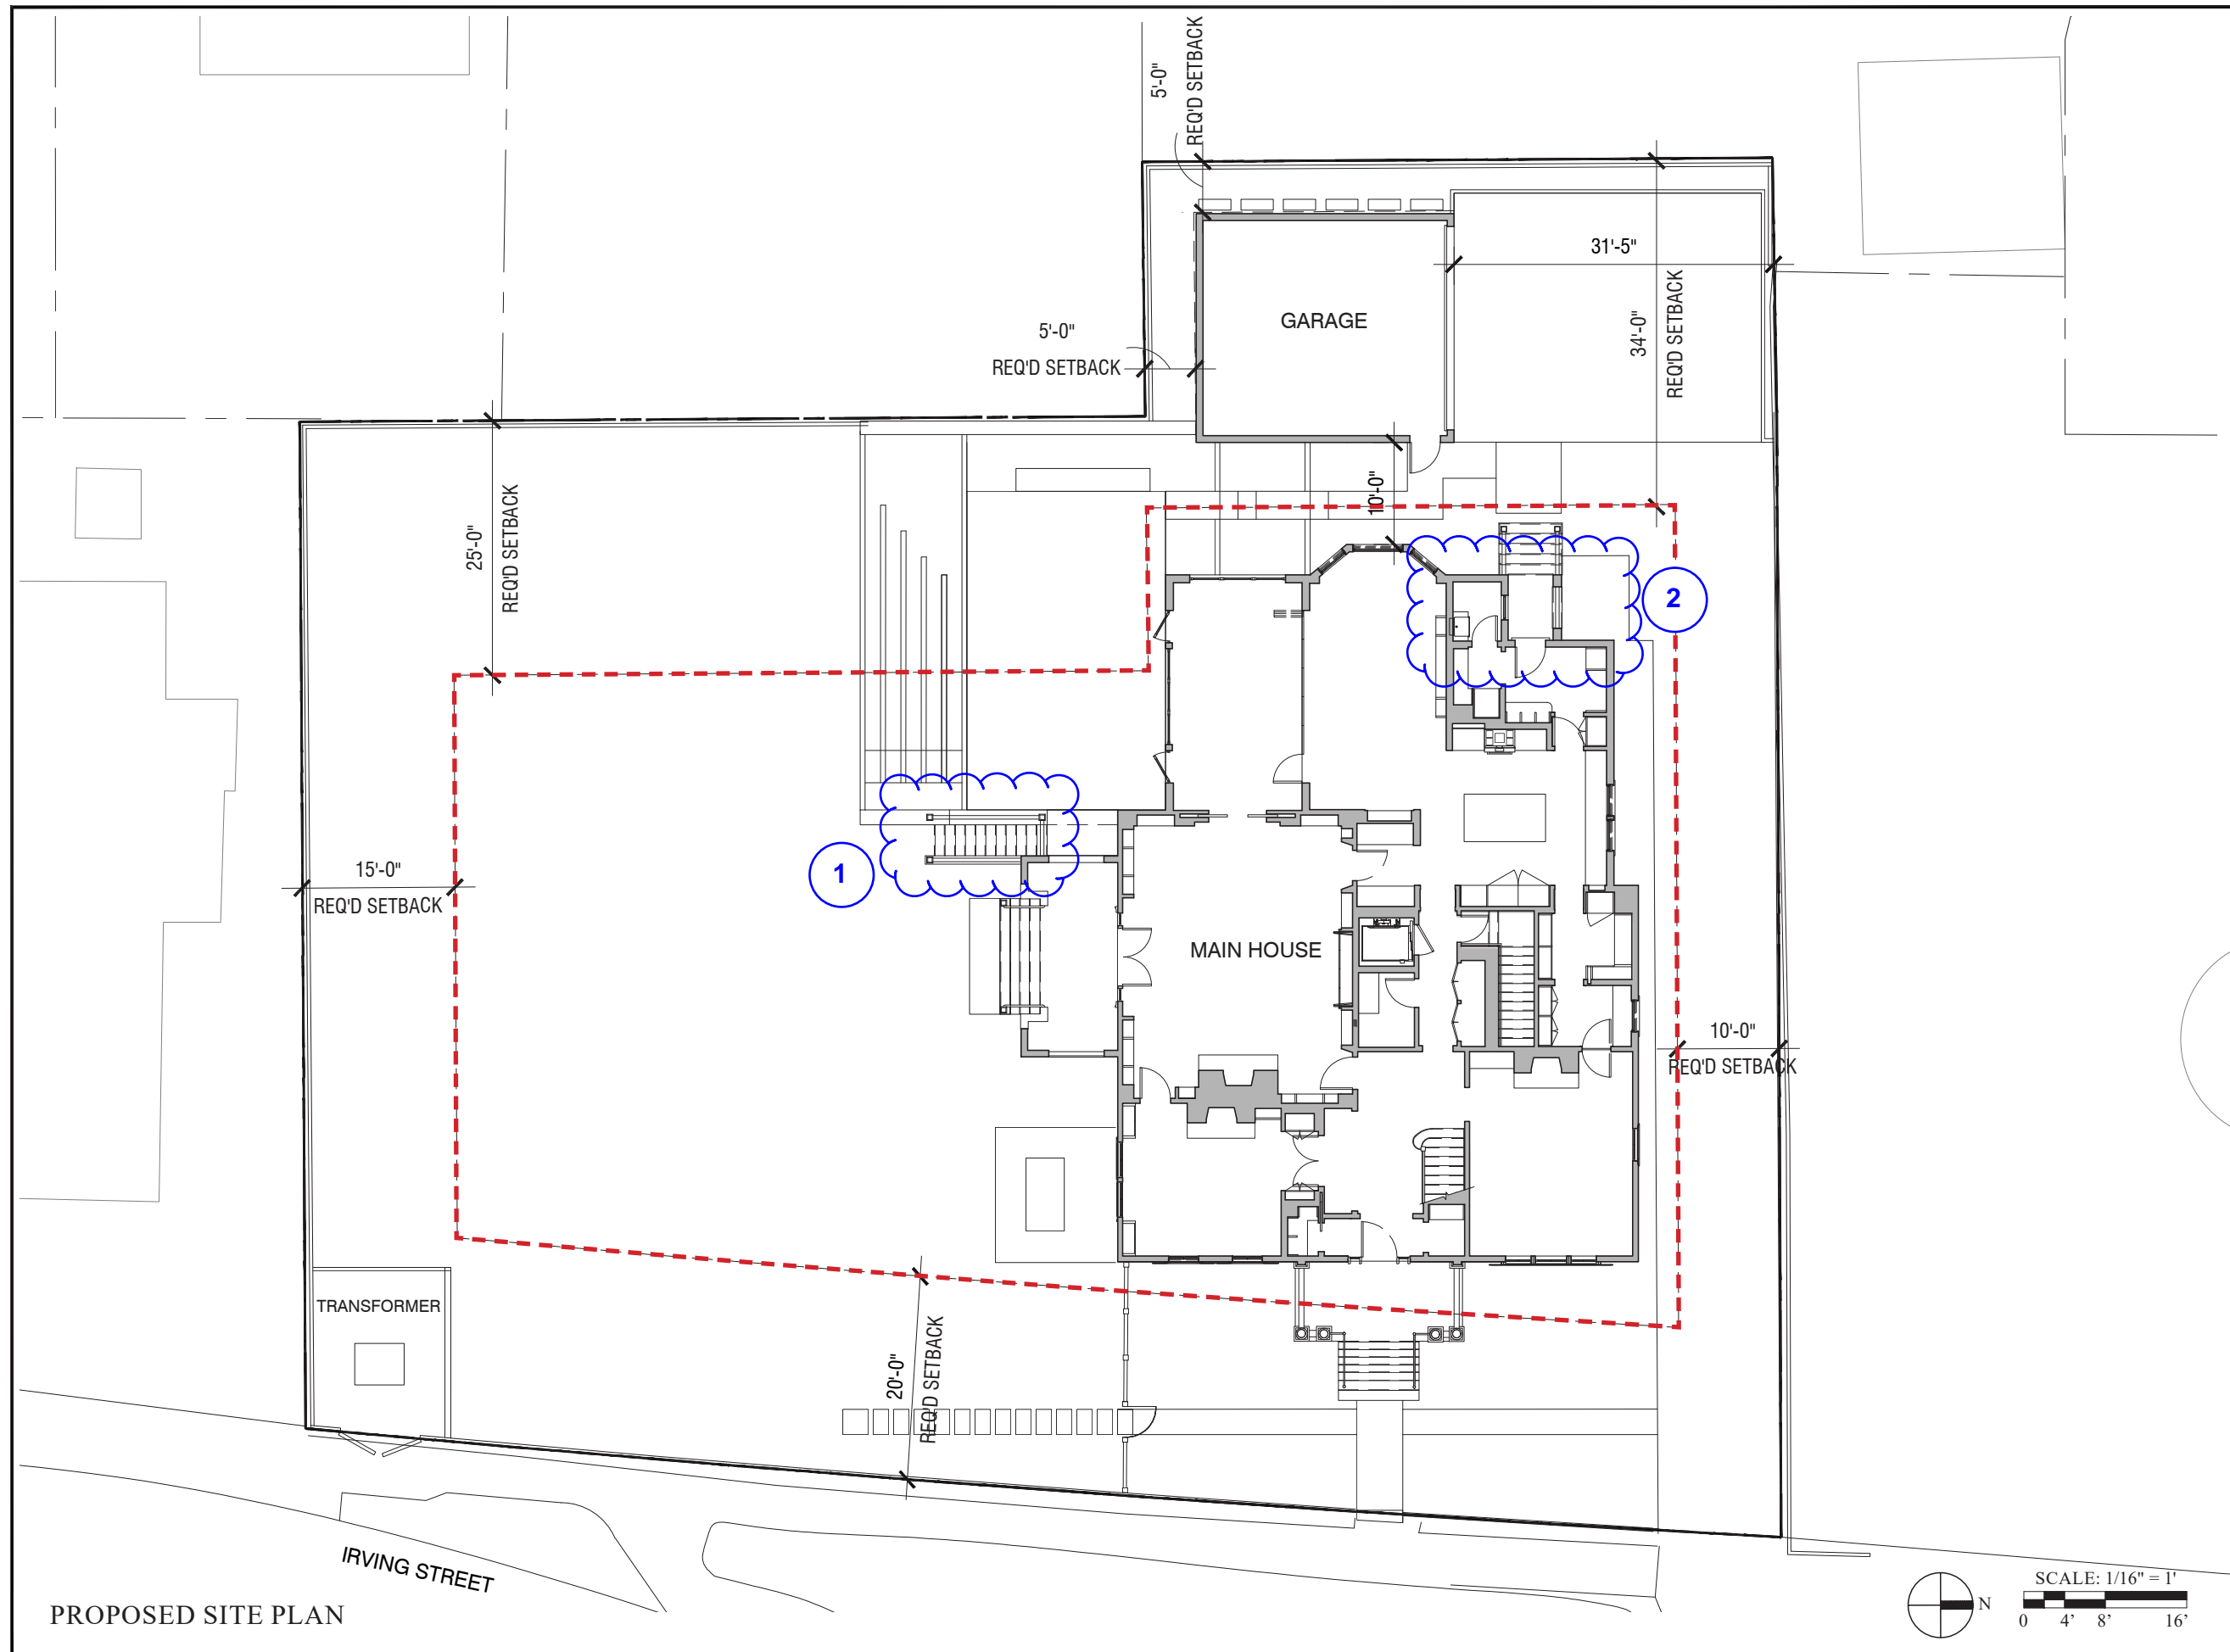 5'-0"
REQ'D SETBACK
31'-5"
GARAGE
34'-0"
REQ'D SETBACK
5'-0"
REQ'D SETBACK
25'-0"
REQ'D SETBACK
10'-0"
2
15'-0"
REQ'D SETBACK
1
MAIN HOUSE
10'-0"
REQ'D SETBACK
TRANSFORMER
20'-0"
REQ'D SETBACK
IRVING STREET
PROPOSED SITE PLAN
N
SCALE: 1/16" = 1'
0 4' 8' 16'